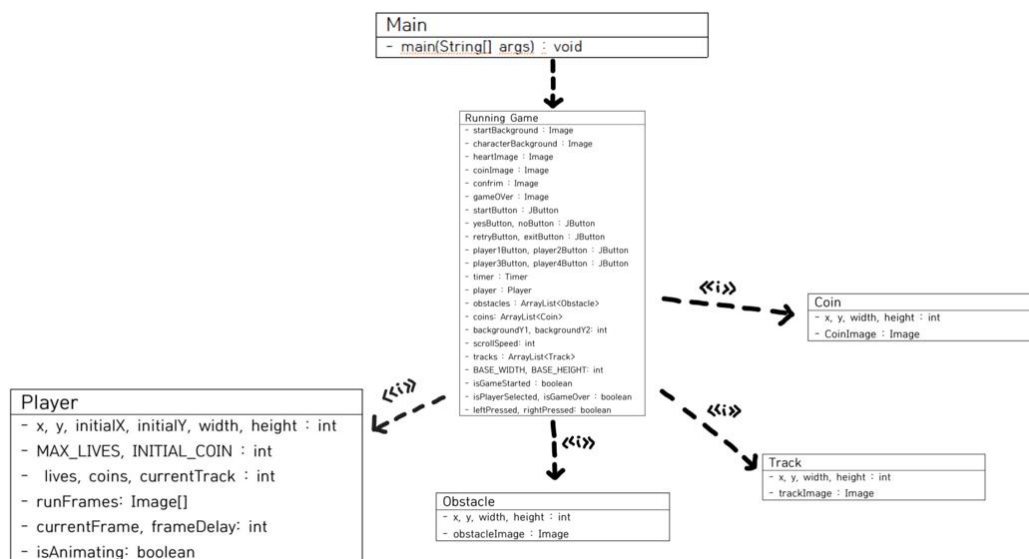 Main
- main(String[] args) : void
Running Game
- startBackground : Image
- characterBackground : Image
- heartImage : Image
- coinImage : Image
- confrim : Image
- gameOVer : Image
- startButton : JButton
- yesButton, noButton : JButton
- retryButton, exitButton : JButton
- player1Button, player2Button : JButton
- player3Button, player4Button : JButton
- timer : Timer
- player : Player
- obstacles : ArrayList<Obstacle>
- coins: ArrayList<Coin>
- backgroundY1, backgroundY2: int
- scrollSpeed: int
- tracks : ArrayList<Track>
- BASE_WIDTH, BASE_HEIGHT: int
- isGameStarted : boolean
- isPlayerSelected, isGameOver : boolean
- leftPressed, rightPressed: boolean
«i»
Coin
- x, y, width, height : int
- CoinImage : Image
«i»
Player
- x, y, initialX, initialY, width, height : int
- MAX_LIVES, INITIAL_COIN : int
- lives, coins, currentTrack : int
- runFrames: Image[]
- currentFrame, frameDelay: int
- isAnimating: boolean
«i»
Obstacle
- x, y, width, height : int
- obstacleImage : Image
«i»
Track
- x, y, width, height : int
- trackImage : Image